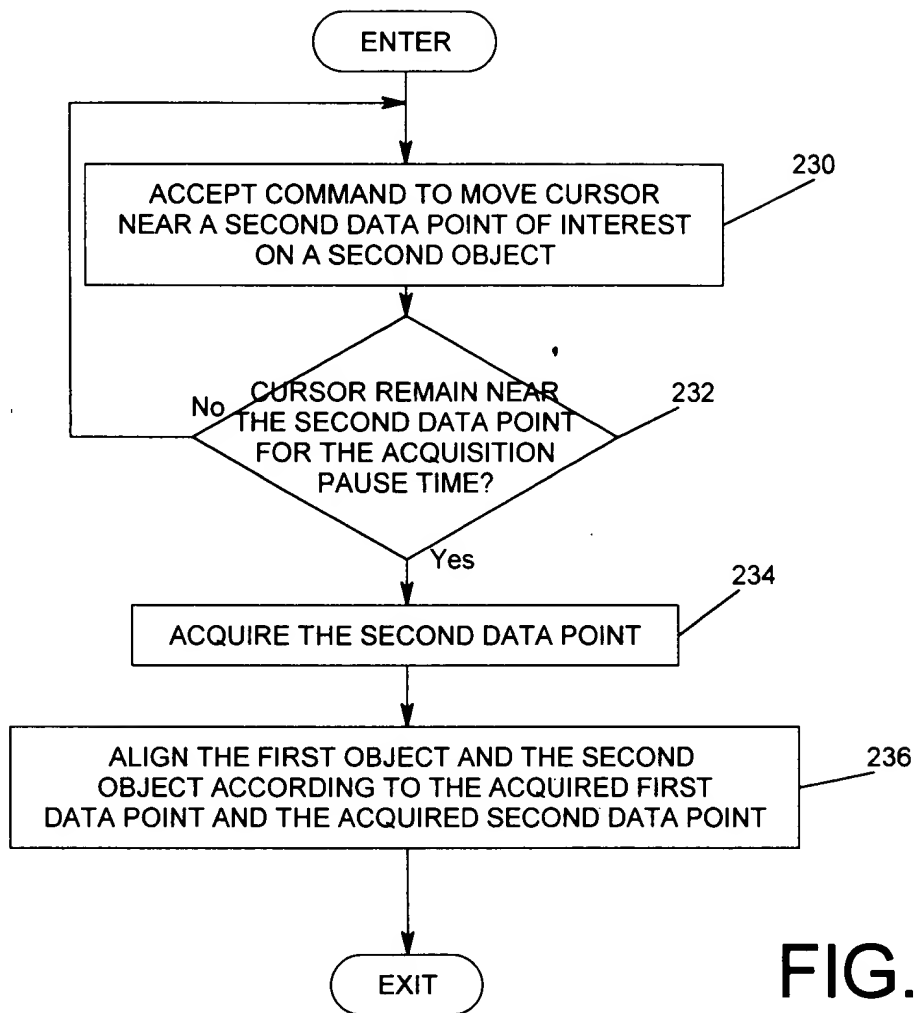 ENTER
230
ACCEPT COMMAND TO MOVE CURSOR
NEAR A SECOND DATA POINT OF INTEREST
ON A SECOND OBJECT
No
CURSOR REMAIN NEAR
THE SECOND DATA POINT
FOR THE ACQUISITION
PAUSE TIME?
232
Yes
234
ACQUIRE THE SECOND DATA POINT
ALIGN THE FIRST OBJECT AND THE SECOND
OBJECT ACCORDING TO THE ACQUIRED FIRST
DATA POINT AND THE ACQUIRED SECOND DATA POINT
236
EXIT
FIG.